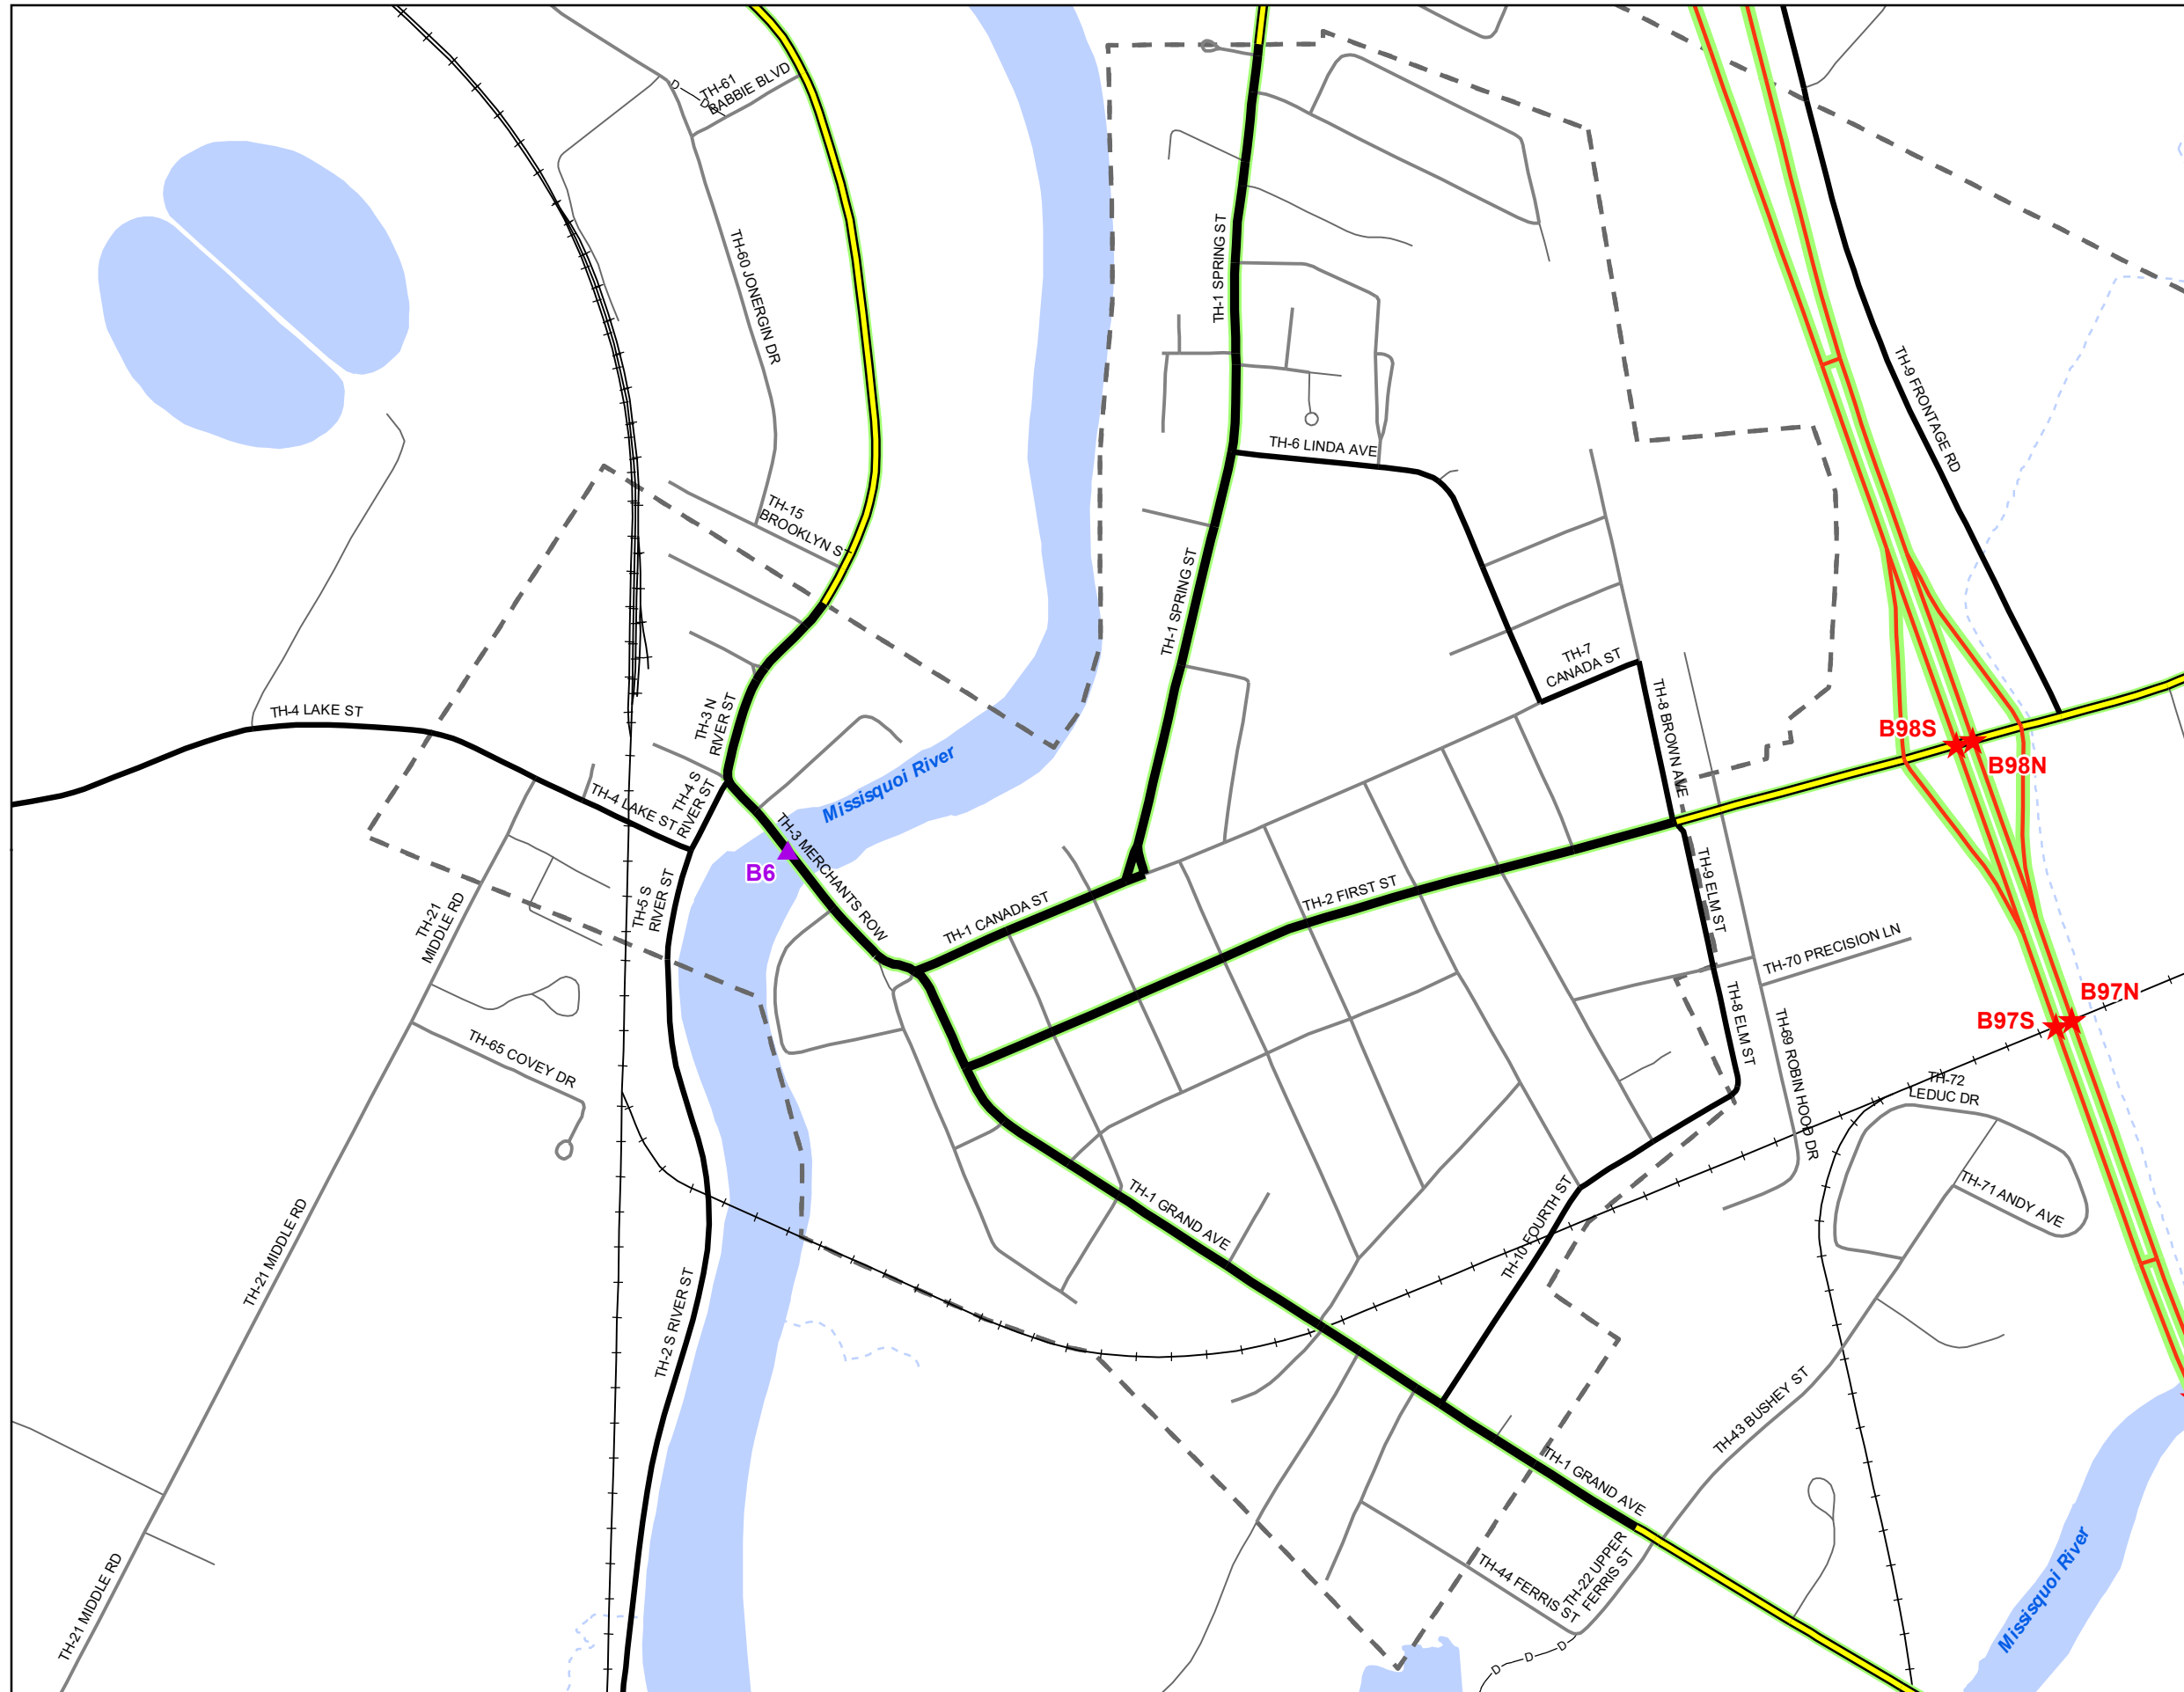 TH-61
BABBIE BLVD
D
D
TH-60 JONERGIN DR
TH-1 SPRING ST
TH-9 FRONTAGE RD
TH-6 LINDA AVE
TH-15
BROOKLYN ST
TH-1 SPRING ST
TH-7
CANADA ST
TH-8 BROWN AVE
TH-4 LAKE ST
TH-3 N
RIVER ST
B98S
B98N
Missisquoi River
TH-4 S
RIVER ST
TH-4 LAKE ST
TH-3 MERCHANTS ROW
B6
TH-5 S
RIVER ST
TH-21
MIDDLE RD
TH-1 CANADA ST
TH-2 FIRST ST
TH-9 ELM ST
TH-70 PRECISION LN
B97N
B97S
TH-8 ELM ST
TH-69 ROBIN HOOD DR
TH-65 COVEY DR
TH-72
LEDUC DR
TH-71 ANDY AVE
TH-1 GRAND AVE
TH-10 FOURTH ST
TH-21 MIDDLE RD
TH-2 S RIVER ST
TH-43 BUSHEY ST
TH-1 GRAND AVE
TH-44 FERRIS ST
TH-22 UPPER
FERRIS ST
Missisquoi River
TH-21 MIDDLE RD
D
D
D